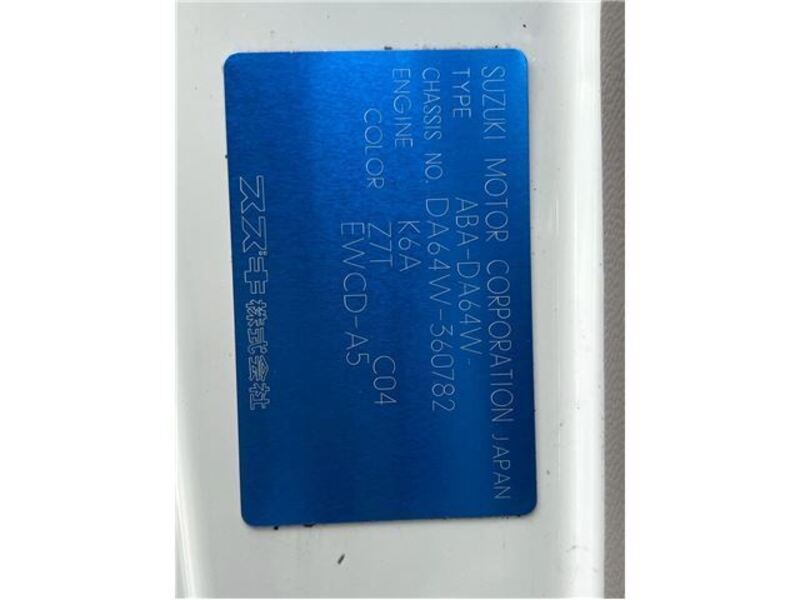 SUZUKI MOTOR CORPORATION JAPAN
TYPE ABA-DA64W-
CHASSIS NO. DA64W-360782
ENGINE K6A
COLOR Z7T C04
EWCD-A5
スズキ株式会社